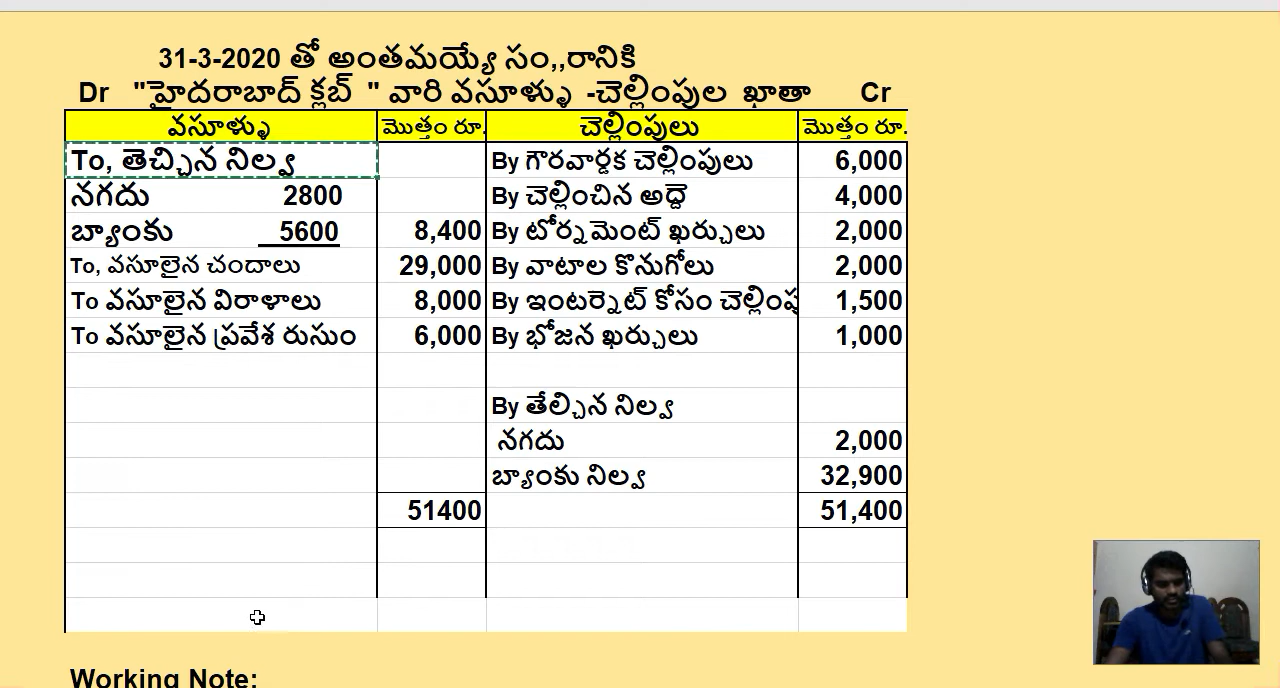 31-3-2020 తో అంతమయ్యే సం,,రానికి
Dr "హైదరాబాద్ క్లబ్ " వారి వసూళ్ళు -చెల్లింపుల ఖాతా Cr
వసూళ్ళు మొత్తం రూ. చెల్లింపులు మొత్తం రూ.
To, తెచ్చిన నిల్వ By గౌరవార్డక చెల్లింపులు 6,000
నగదు 2800 By చెల్లించిన అద్దె 4,000
బ్యాంకు 5600 8,400 By టోర్నమెంట్ ఖర్చులు 2,000
To, వసూలైన చందాలు 29,000 By వాటాల కొనుగోలు 2,000
To వసూలైన విరాళాలు 8,000 By ఇంటర్నెట్ కోసం చెల్లింప 1,500
To వసూలైన ప్రవేశ రుసుం 6,000 By భోజన ఖర్చులు 1,000
By తేల్చిన నిల్వ
నగదు 2,000
బ్యాంకు నిల్వ 32,900
51400 51,400
Working Note: